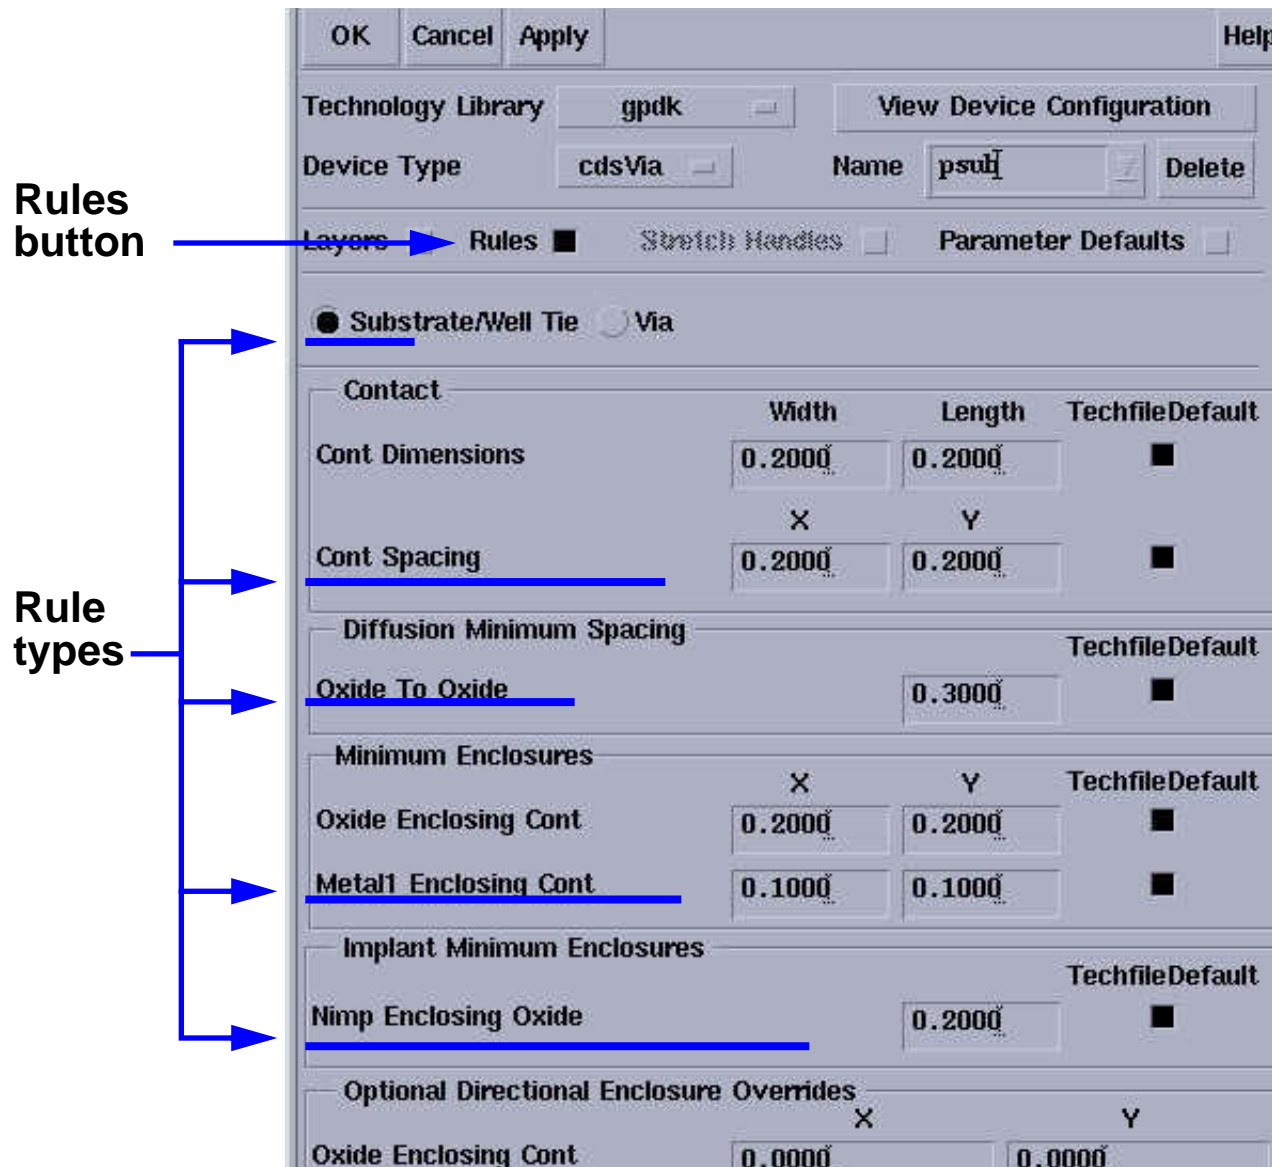 OK Cancel Apply Help
Technology Library gpdk View Device Configuration
Device Type cdsVia Name psub Delete
Rules
button
Layers Rules Stretch Handles Parameter Defaults
Substrate/Well Tie Via
Contact
Width Length TechfileDefault
Cont Dimensions 0.2000 0.2000
X Y
Cont Spacing 0.2000 0.2000
Rule
types
Diffusion Minimum Spacing
TechfileDefault
Oxide To Oxide 0.3000
Minimum Enclosures
X Y TechfileDefault
Oxide Enclosing Cont 0.2000 0.2000
Metal1 Enclosing Cont 0.1000 0.1000
Implant Minimum Enclosures
TechfileDefault
Nimp Enclosing Oxide 0.2000
Optional Directional Enclosure Overrides
X Y
Oxide Enclosing Cont 0.0000 0.0000